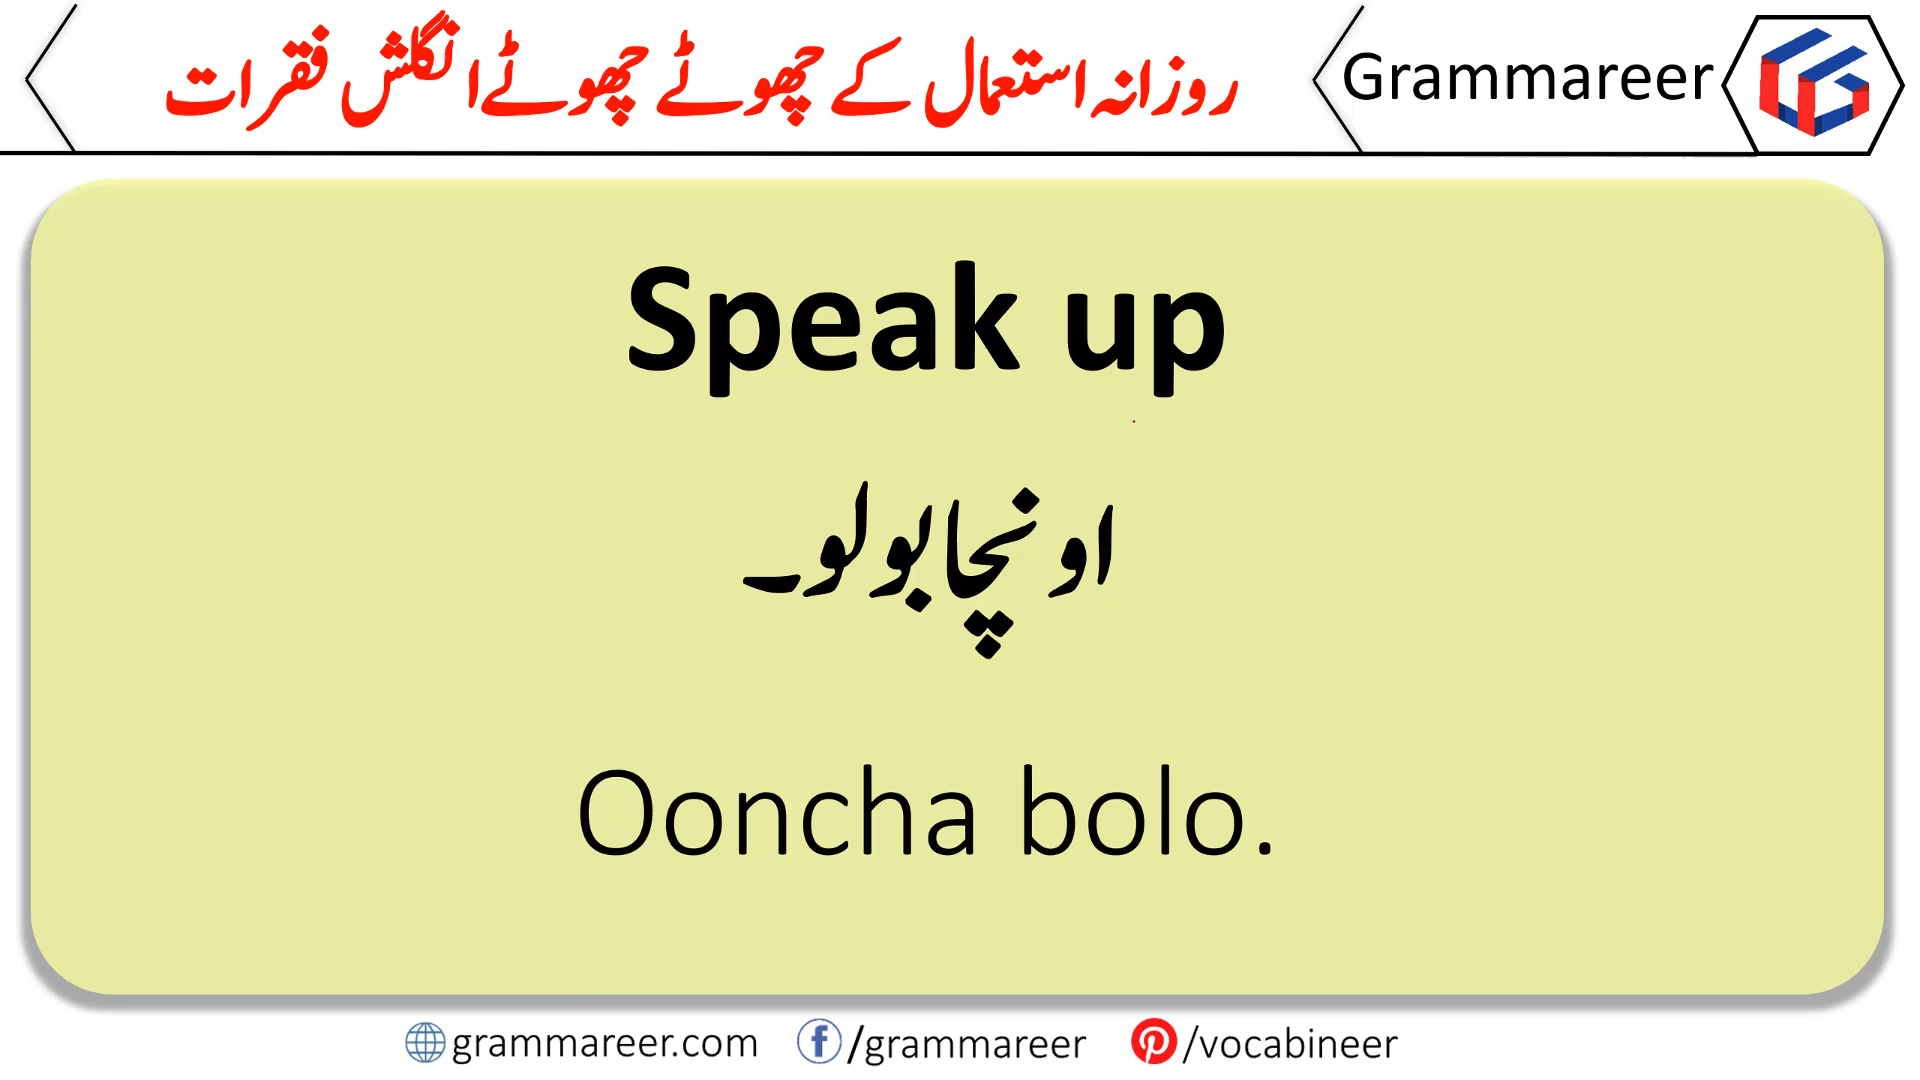 روزانہ استعمال کے چھوٹے چھوٹے انگلش فقرات
Grammareer
Speak up
اونچا بولو۔
Ooncha bolo.
grammareer.com /grammareer /vocabineer